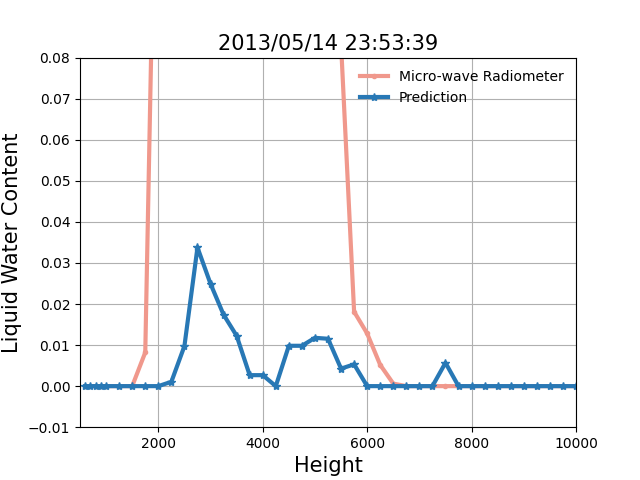 2013/05/14 23:53:39
0.08
0.07
0.06
0.05
0.04
0.03
0.02
0.01
0.00
−0.01
Liquid Water Content
Micro-wave Radiometer
Prediction
2000 4000 6000 8000 10000
Height